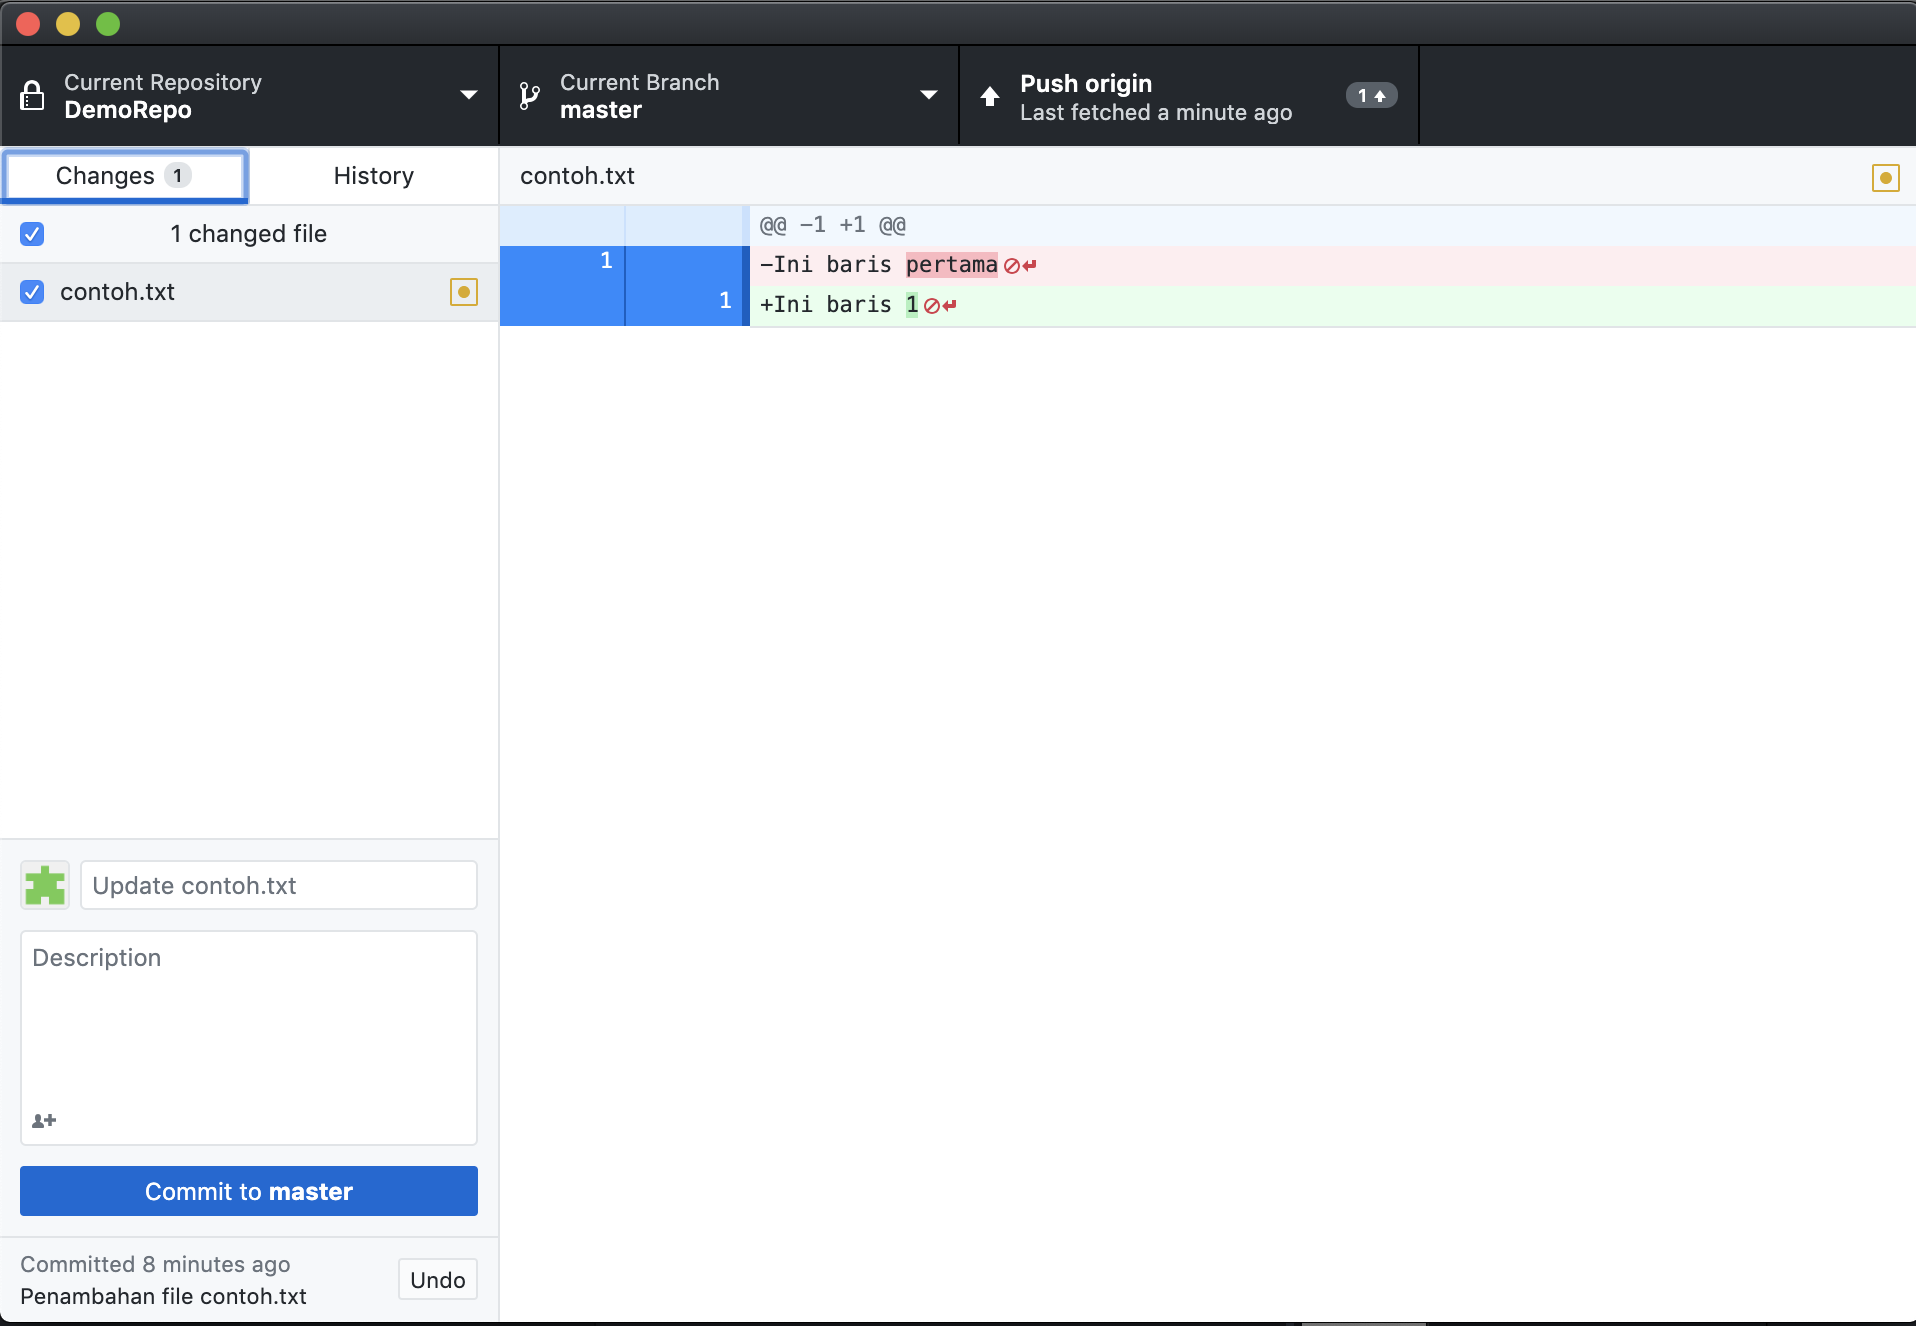 Current Repository
DemoRepo
Current Branch
master
Push origin
Last fetched a minute ago
1
Changes 1
History
contoh.txt
1 changed file
contoh.txt
@@ -1 +1 @@
1
-Ini baris pertama
1
+Ini baris 1
Update contoh.txt
Description
Commit to master
Committed 8 minutes ago
Penambahan file contoh.txt
Undo